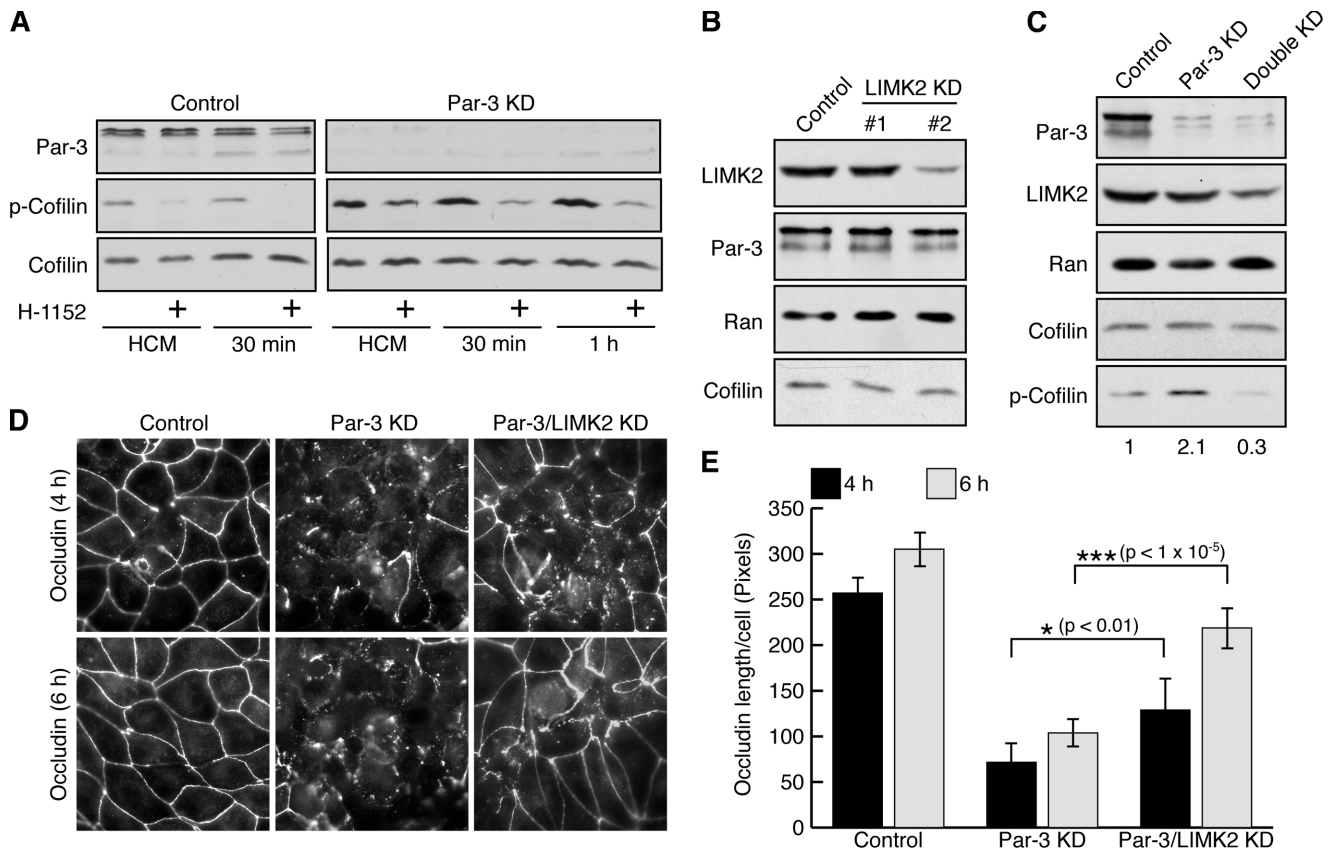 A
Control
Par-3 KD
Par-3
p-Cofilin
Cofilin
H-1152 + + + + +
HCM 30 min HCM 30 min 1 h
B
Control
LIMK2 KD
#1 #2
LIMK2
Par-3
Ran
Cofilin
C
Control Par-3 KD Double KD
Par-3
LIMK2
Ran
Cofilin
p-Cofilin
1 2.1 0.3
D
Control Par-3 KD Par-3/LIMK2 KD
Occludin (4 h)
Occludin (6 h)
E
4 h 6 h
Occludin length/cell (Pixels)
350
300
250
200
150
100
50
0
*** (p < 1 x 10-5)
* (p < 0.01)
Control Par-3 KD Par-3/LIMK2 KD